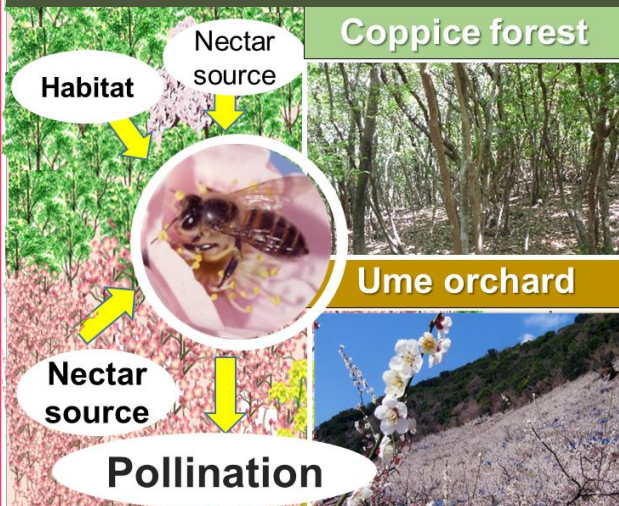 Nectar
source
Habitat
Coppice forest
Ume orchard
Nectar
source
Pollination